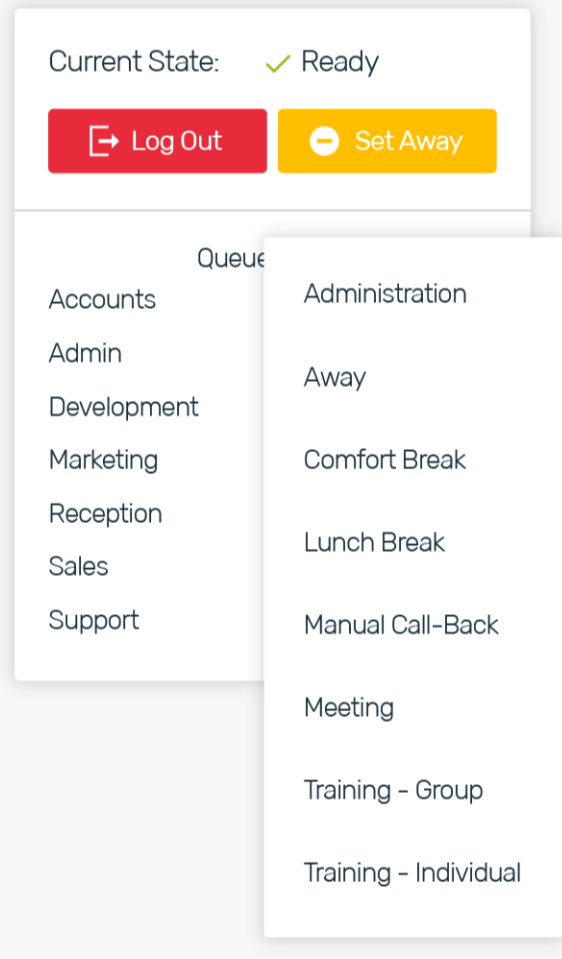 Current State: Ready
Log Out Set Away
Accounts
Admin
Development
Marketing
Reception
Sales
Support
Administration
Away
Comfort Break
Lunch Break
Manual Call-Back
Meeting
Training - Group
Training - Individual